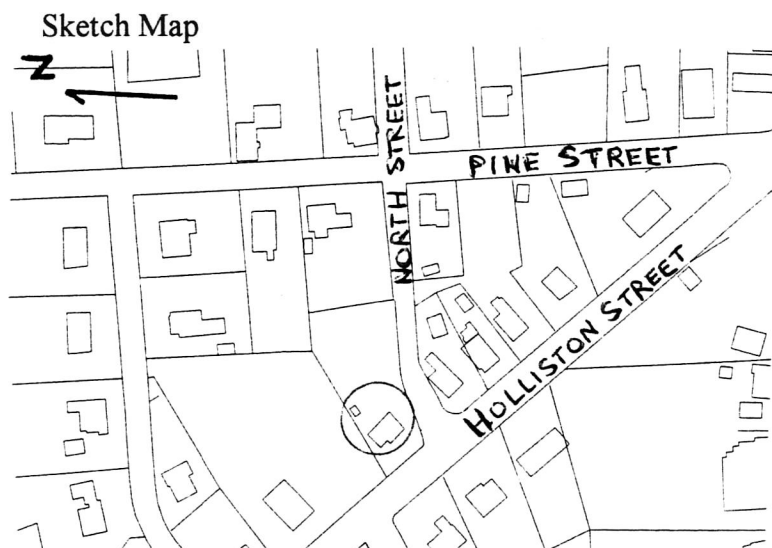 Sketch Map
N
NORTH STREET
PINE STREET
HOLLISTON STREET